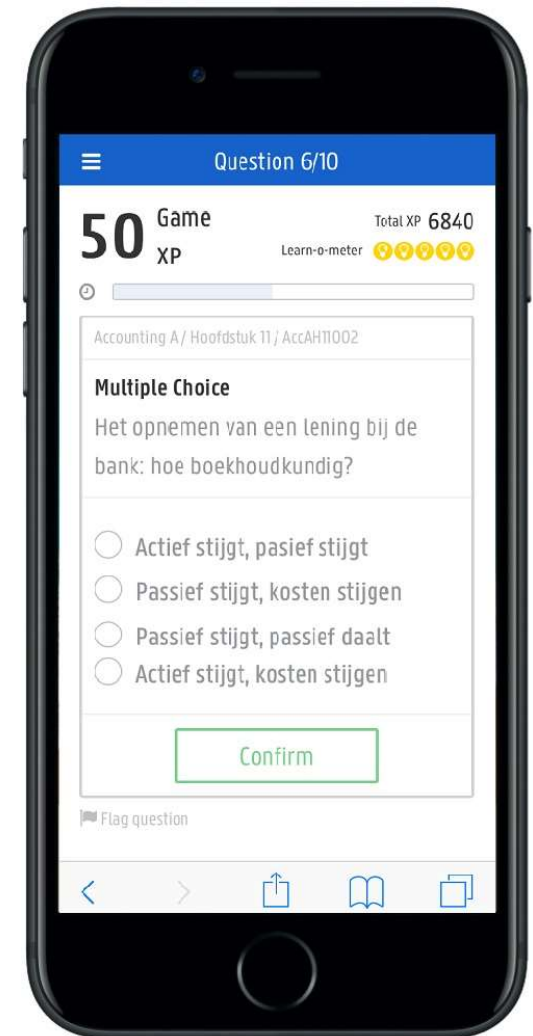 Question 6/10
50 Game
XP
Total XP 6840
Learn-o-meter
Accounting A / Hoofdstuk 11 / AccAH11002
Multiple Choice
Het opnemen van een lening bij de
bank: hoe boekhoudkundig?
Actief stijgt, pasief stijgt
Passief stijgt, kosten stijgen
Passief stijgt, passief daalt
Actief stijgt, kosten stijgen
Confirm
Flag question